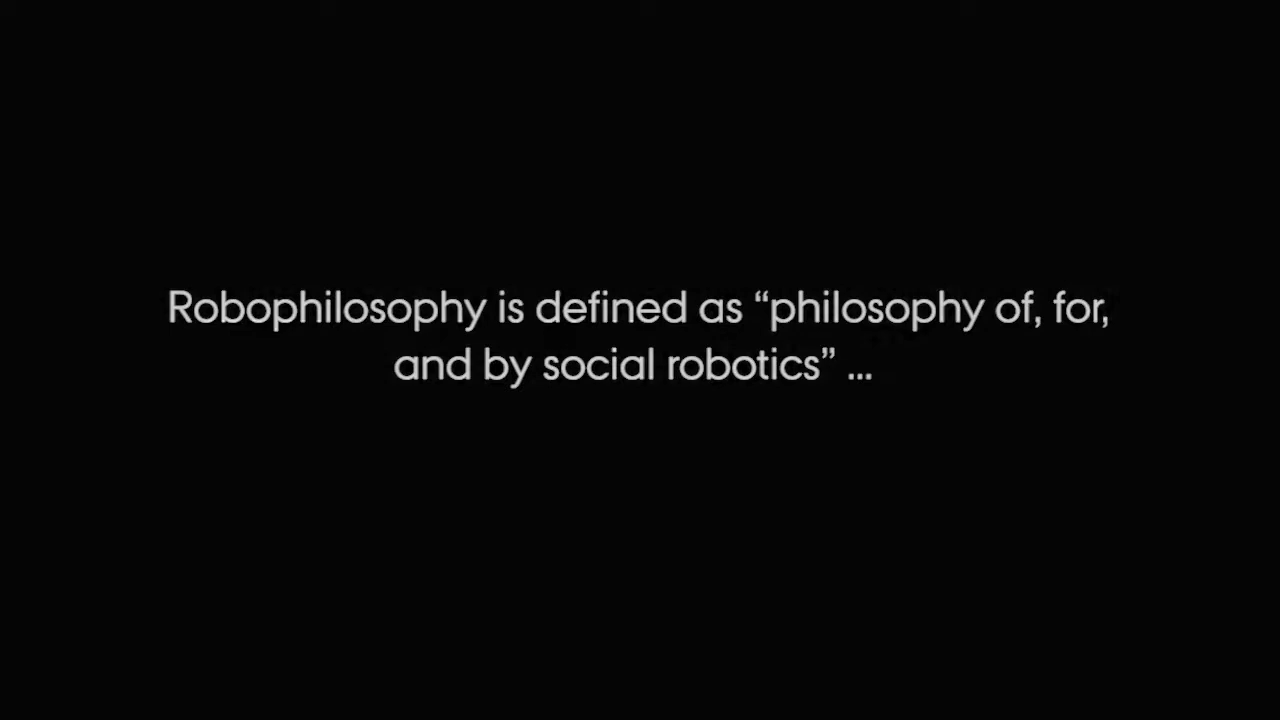 Robophilosophy is defined as “philosophy of, for,
and by social robotics” ...